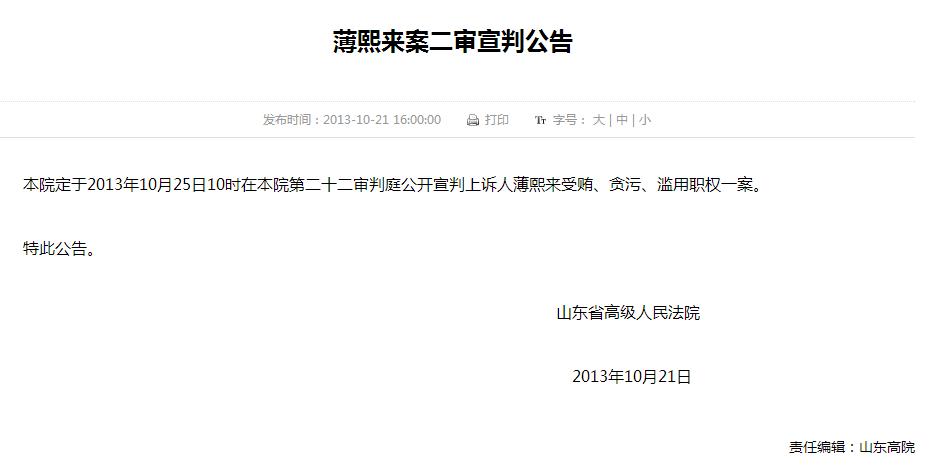 薄熙来案二审宣判公告
发布时间：2013-10-21 16:00:00 打印 Tr 字号： 大 | 中 | 小
本院定于2013年10月25日10时在本院第二十二审判庭公开宣判上诉人薄熙来受贿、贪污、滥用职权一案。
特此公告。
山东省高级人民法院
2013年10月21日
责任编辑：山东高院